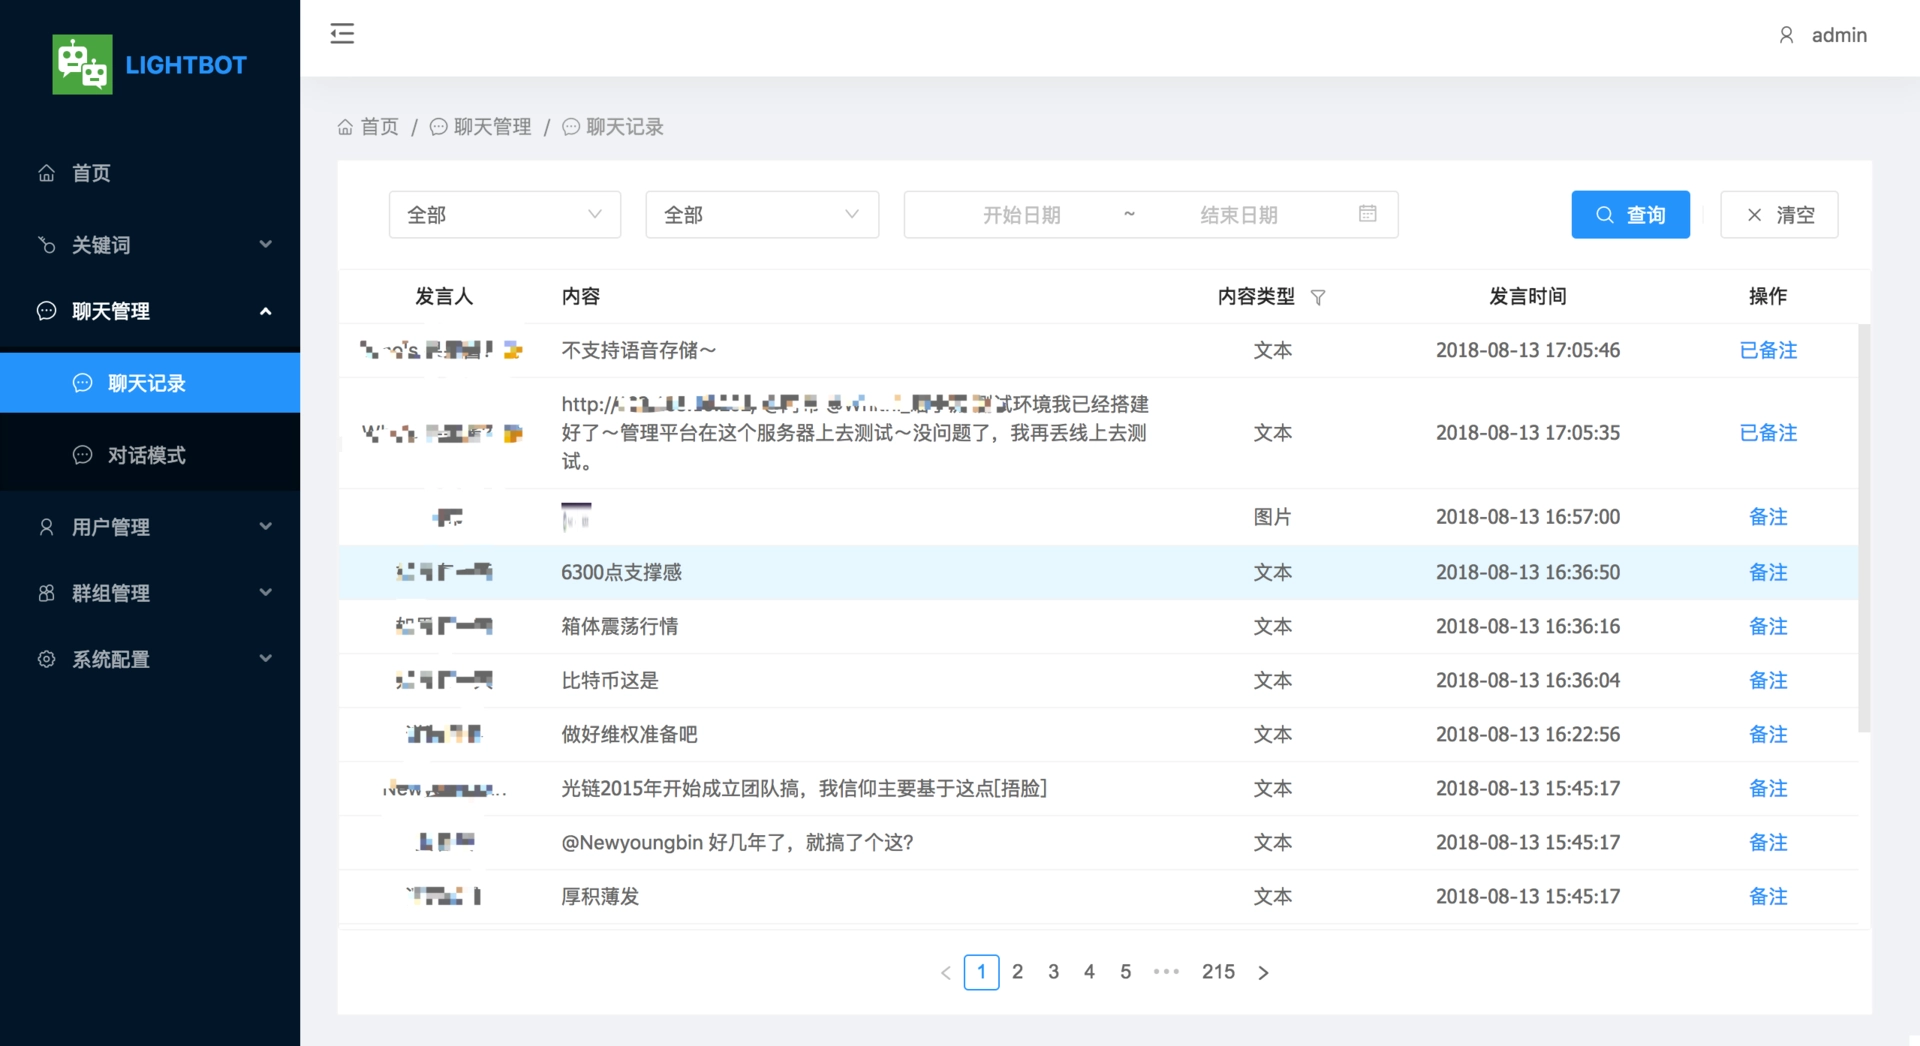 LIGHTBOT
admin
首页
关键词
聊天管理
聊天记录
对话模式
用户管理
群组管理
系统配置
首页 / 聊天管理 / 聊天记录
全部 全部 开始日期 ~ 结束日期 查询 清空
发言人 内容 内容类型 发言时间 操作
不支持语音存储～ 文本 2018-08-13 17:05:46 已备注
http:// 试环境我已经搭建
好了～管理平台在这个服务器上去测试～没问题了，我再丢线上去测
试。
文本 2018-08-13 17:05:35 已备注
图片 2018-08-13 16:57:00 备注
6300点支撑感 文本 2018-08-13 16:36:50 备注
箱体震荡行情 文本 2018-08-13 16:36:16 备注
比特币这是 文本 2018-08-13 16:36:04 备注
做好维权准备吧 文本 2018-08-13 16:22:56 备注
光链2015年开始成立团队搞，我信仰主要基于这点[捂脸] 文本 2018-08-13 15:45:17 备注
@Newyoungbin 好几年了，就搞了个这? 文本 2018-08-13 15:45:17 备注
厚积薄发 文本 2018-08-13 15:45:17 备注
< 1 2 3 4 5 ••• 215 >